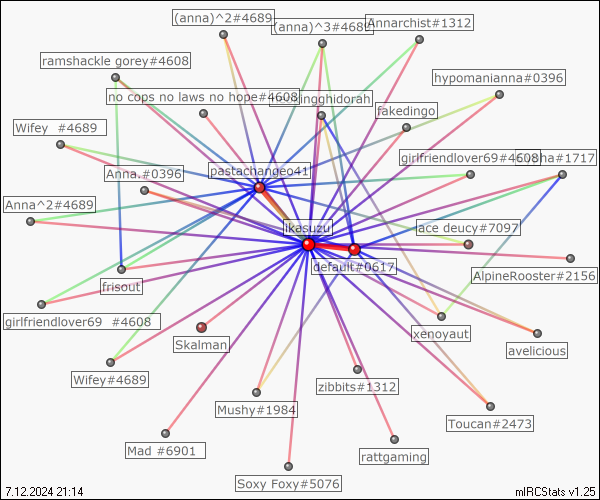 (anna)^2#4689
(anna)^3#4689
Annarchist#1312
ramshackle gorey#4608
hypomanianna#0396
no cops no laws no hope#4608
fakedingo
Wifey  #4689
girlfriendlover69#4608
pastachangeo41
Anna.#0396
Anna^2#4689
ikasuzu
ace deucy#7097
default#0617
AlpineRooster#2156
frisout
girlfriendlover69  #4608
xenoyaut
Skalman
avelicious
Wifey#4689
zibbits#1312
Mushy#1984
Toucan#2473
Mad #6901
rattgaming
Soxy Foxy#5076
7.12.2024 21:14
mIRCStats v1.25